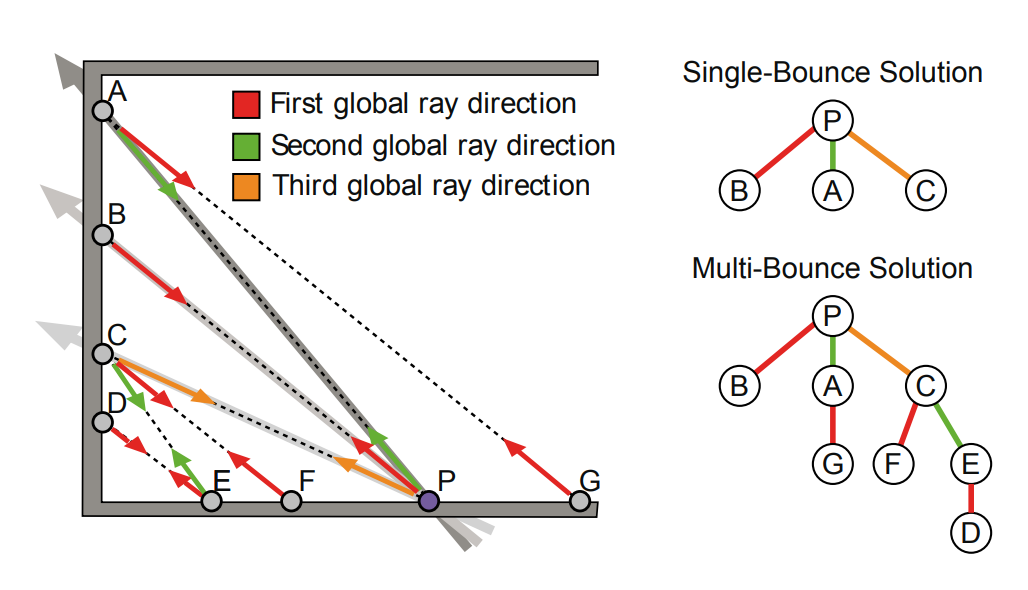 A
First global ray direction
Second global ray direction
Third global ray direction
B
C
D
E
F
P
G
Single-Bounce Solution
P
B
A
C
Multi-Bounce Solution
P
B
A
C
G
F
E
D